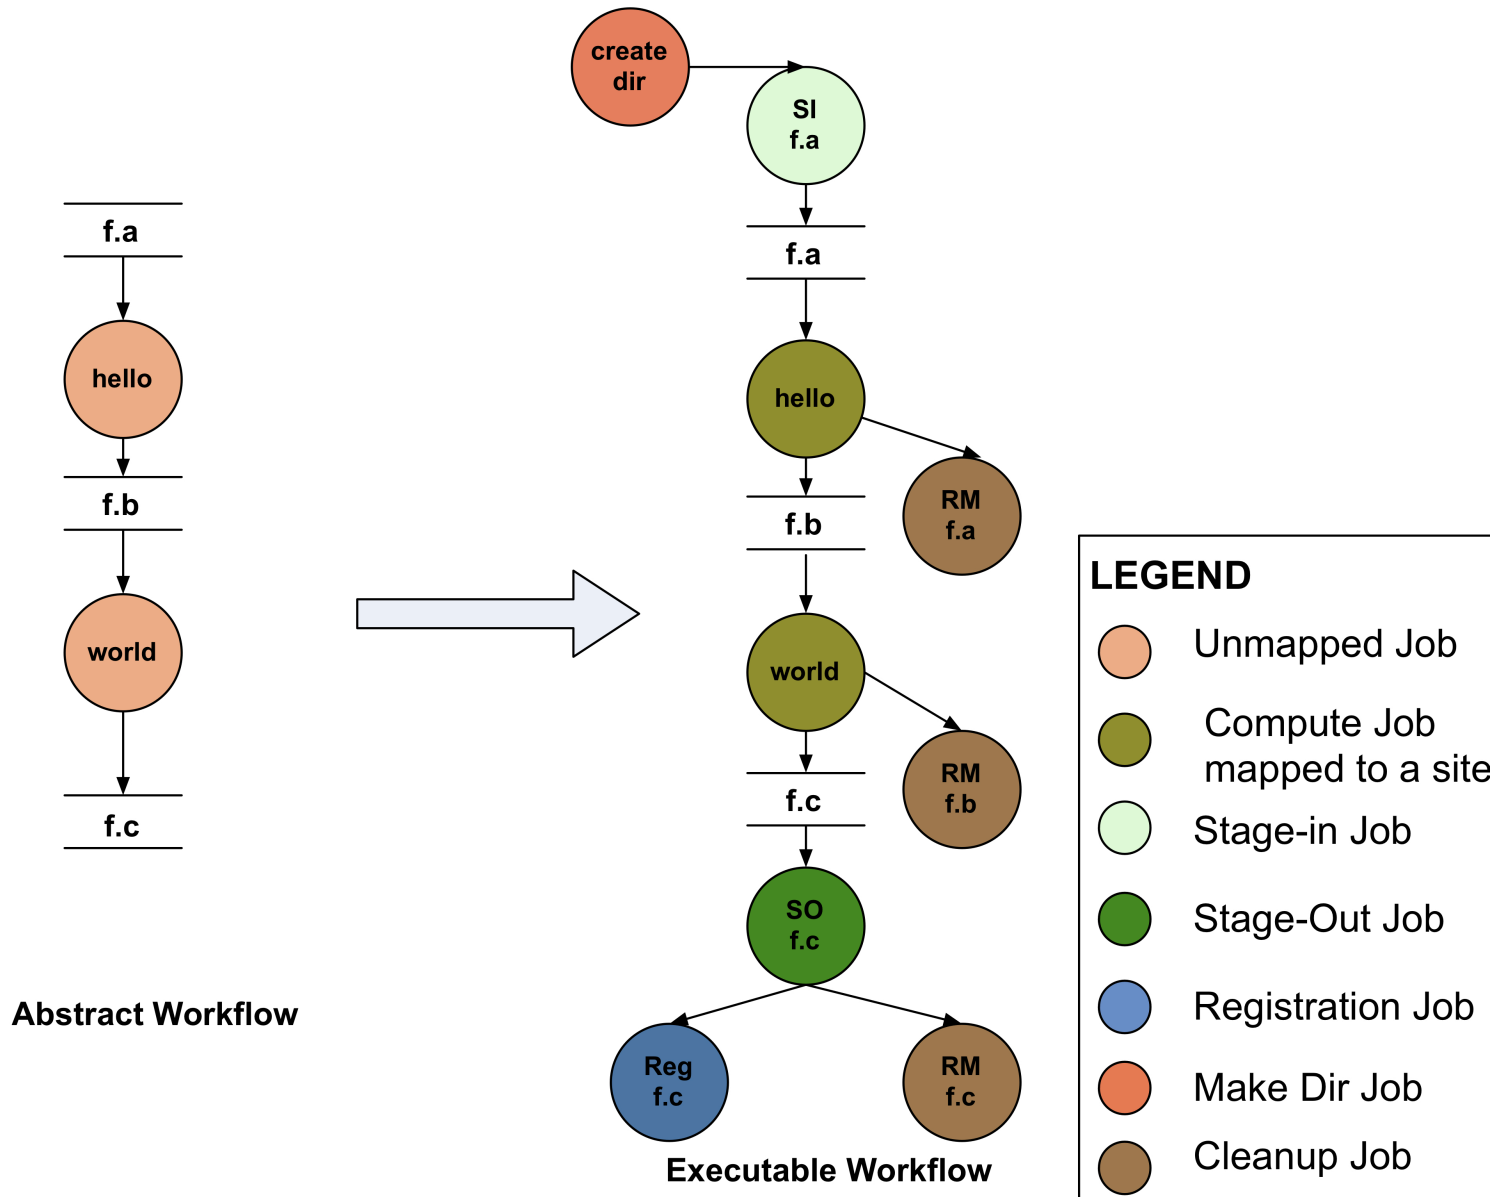 f.a
hello
f.b
world
f.c
Abstract Workflow
create
dir
SI
f.a
f.a
hello
RM
f.a
f.b
world
RM
f.b
f.c
SO
f.c
Reg
f.c
RM
f.c
Executable Workflow
LEGEND
Unmapped Job
Compute Job
mapped to a site
Stage-in Job
Stage-Out Job
Registration Job
Make Dir Job
Cleanup Job